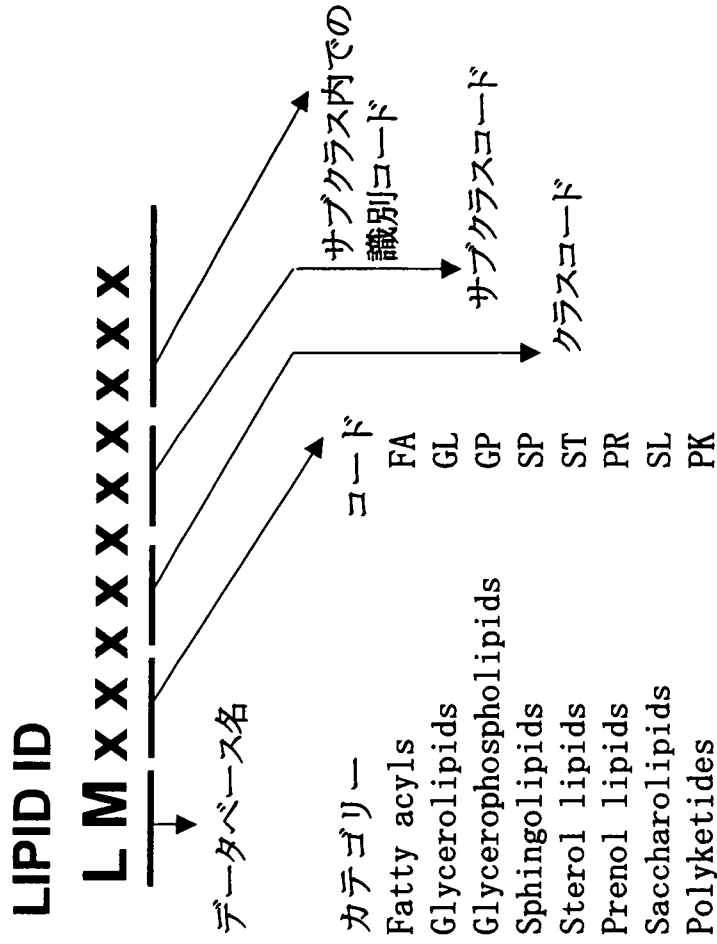 LIPID ID
L M X X X X X X X X X X
データベース名
サブクラス内での
識別コード
サブクラスコード
クラスコード
カテゴリー コード
Fatty acyls FA
Glycerolipids GL
Glycerophospholipids GP
Sphingolipids SP
Sterol lipids ST
Prenol lipids PR
Saccharolipids SL
Polyketides PK